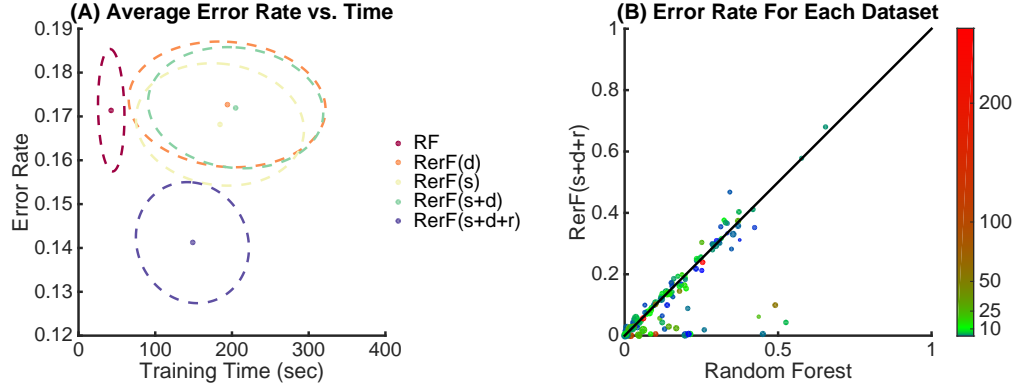 (A) Average Error Rate vs. Time
0.19
0.18
0.17
0.16
0.15
0.14
0.13
0.12
Error Rate
0
100
200
300
400
Training Time (sec)
RF
RerF(d)
RerF(s)
RerF(s+d)
RerF(s+d+r)
(B) Error Rate For Each Dataset
1
0.8
0.6
0.4
0.2
0
RerF(s+d+r)
0
0.5
1
Random Forest
200
100
50
25
10